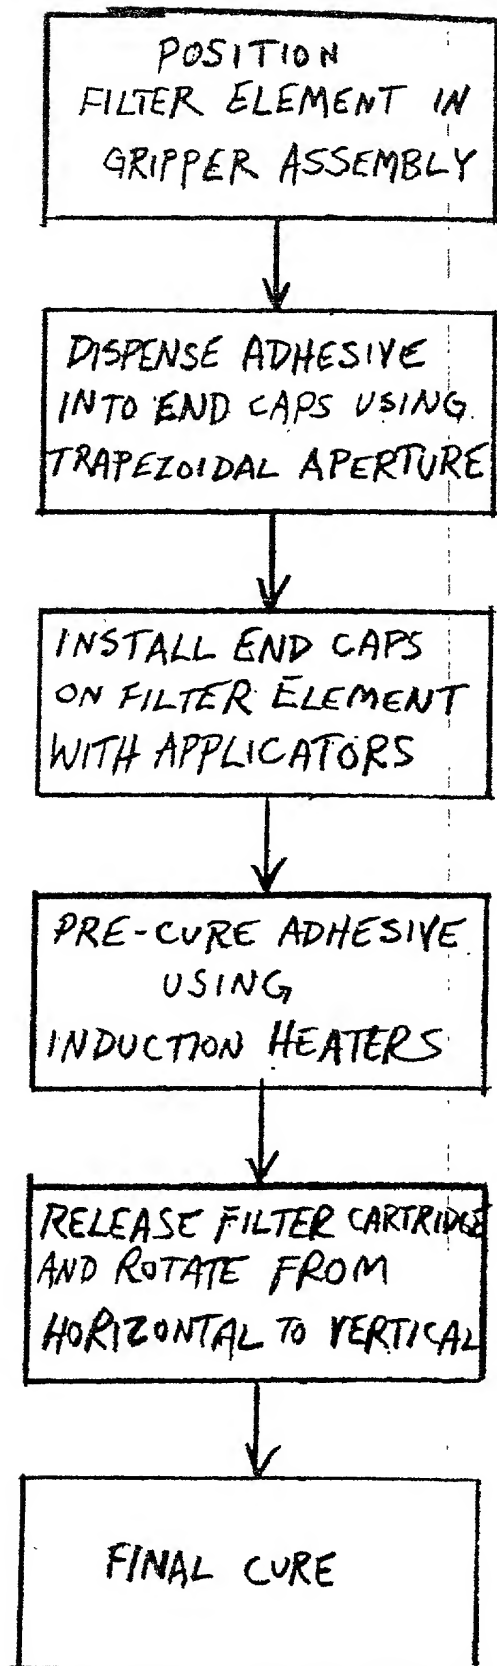 POSITION
FILTER ELEMENT IN
GRIPPER ASSEMBLY
DISPENSE ADHESIVE
INTO END CAPS USING
TRAPEZOIDAL APERTURE
INSTALL END CAPS
ON FILTER ELEMENT
WITH APPLICATORS
PRE-CURE ADHESIVE
USING
INDUCTION HEATERS
RELEASE FILTER CARTRIDGE
AND ROTATE FROM
HORIZONTAL TO VERTICAL
FINAL CURE